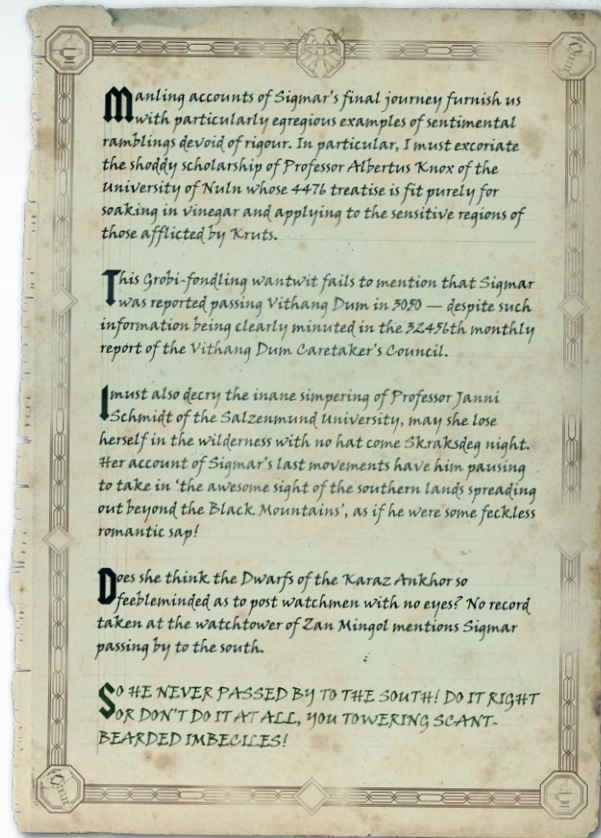 Manling accounts of Sigmar's final journey furnish us
with particularly egregious examples of sentimental
ramblings devoid of rigour. In particular, I must excoriate
the shoddy scholarship of Professor Albertus Knox of the
University of Nuln whose 4476 treatise is fit purely for
soaking in vinegar and applying to the sensitive regions of
those afflicted by Kruts.
This Grobi-fondling wantwit fails to mention that Sigmar
was reported passing Vithang Dum in 3050 — despite such
information being clearly minuted in the 32456th monthly
report of the Vithang Dum Caretaker's Council.
I must also decry the inane simpering of Professor Janni
Schmidt of the Salzenmund University, may she lose
herself in the wilderness with no hat come Skraksdeg night.
Her account of Sigmar's last movements have him pausing
to take in 'the awesome sight of the southern lands spreading
out beyond the Black Mountains', as if he were some feckless
romantic sap!
Does she think the Dwarfs of the Karaz Ankhor so
feebleminded as to post watchmen with no eyes? No record
taken at the watchtower of Zan Mingol mentions Sigmar
passing by to the south.
SO HE NEVER PASSED BY TO THE SOUTH! DO IT RIGHT
OR DON'T DO IT AT ALL, YOU TOWERING SCANT-
BEARDED IMBECILES!